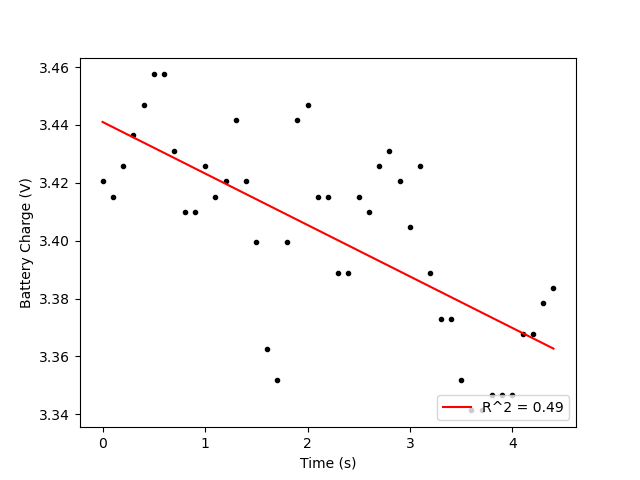 3.46
3.44
3.42
3.40
3.38
3.36
3.34
Battery Charge (V)
R^2 = 0.49
0 1 2 3 4
Time (s)